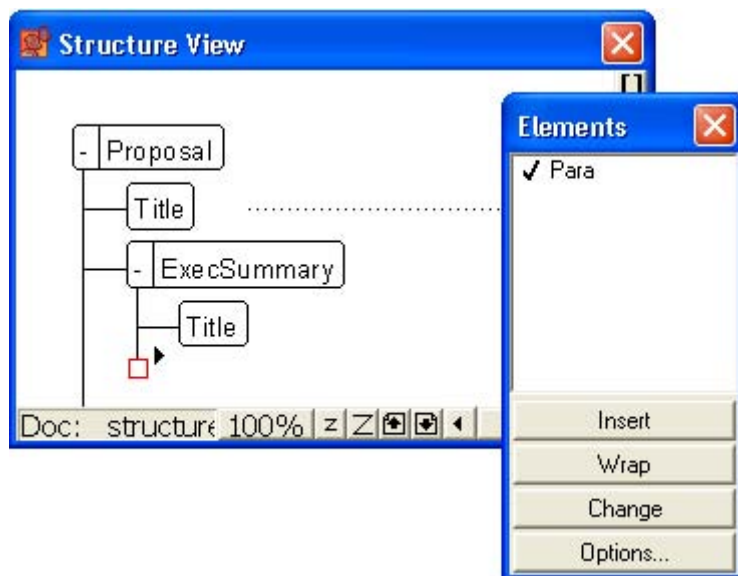 Structure View
Elements
- Proposal
✓ Para
Title
- ExecSummary
Title
Doc: structure 100% z Z
Insert
Wrap
Change
Options...